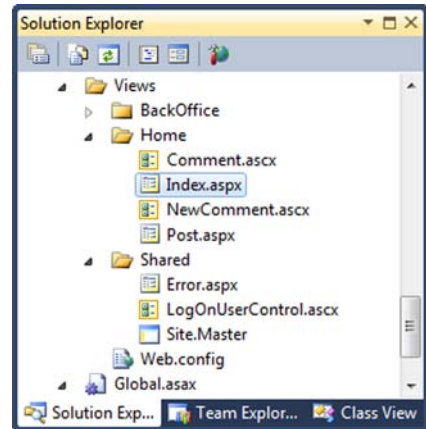 Solution Explorer
Views
BackOffice
Home
Comment.ascx
Index.aspx
NewComment.ascx
Post.aspx
Shared
Error.aspx
LogOnUserControl.ascx
Site.Master
Web.config
Global.asax
Solution Exp... Team Explor... Class View